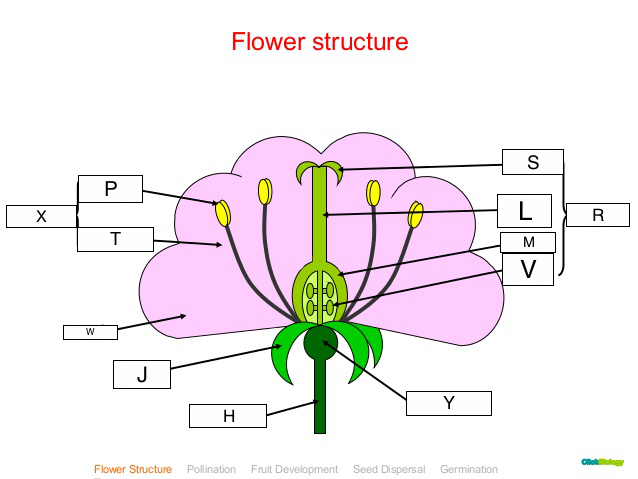 Flower structure
S
P
L
X
R
T
M
V
W
J
Y
H
Flower Structure Pollination Fruit Development Seed Dispersal Germination
ClickBiology